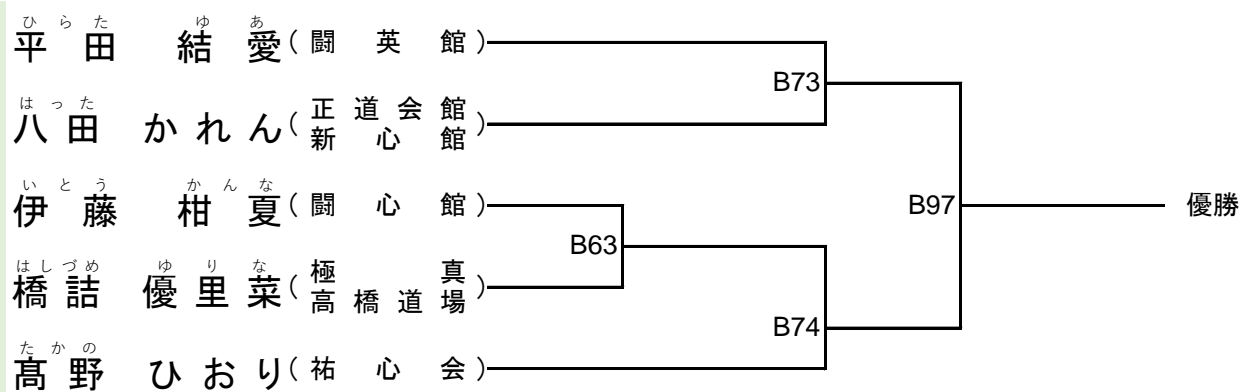 ひらた ゆあ
平田 結愛(闘英館)
B73
はった
八田 かれん(正道会館
新心館)
いとう かんな
伊藤 柑夏(闘心館)
B97 優勝
B63
はしづめ ゆりな
橋詰 優里菜(極真
高橋道場)
B74
たかの
髙野 ひおり(祐心会)